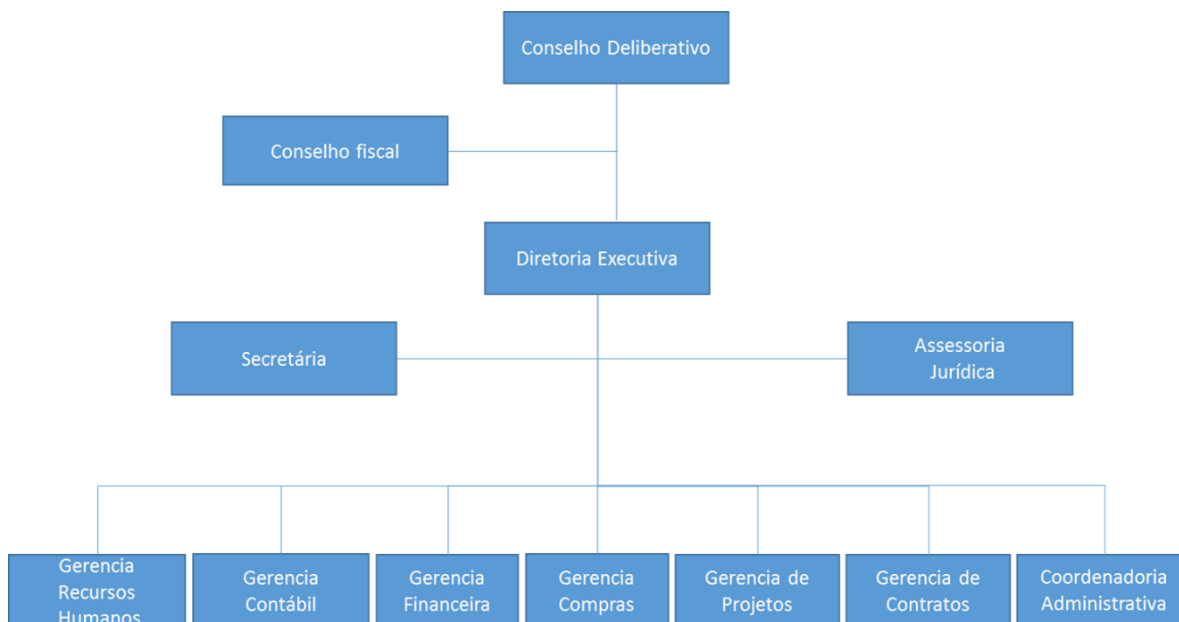 Conselho Deliberativo
Conselho fiscal
Diretoria Executiva
Secretária
Assessoria
Jurídica
Gerencia
Recursos
Humanos
Gerencia
Contábil
Gerencia
Financeira
Gerencia
Compras
Gerencia de
Projetos
Gerencia de
Contratos
Coordenadoria
Administrativa